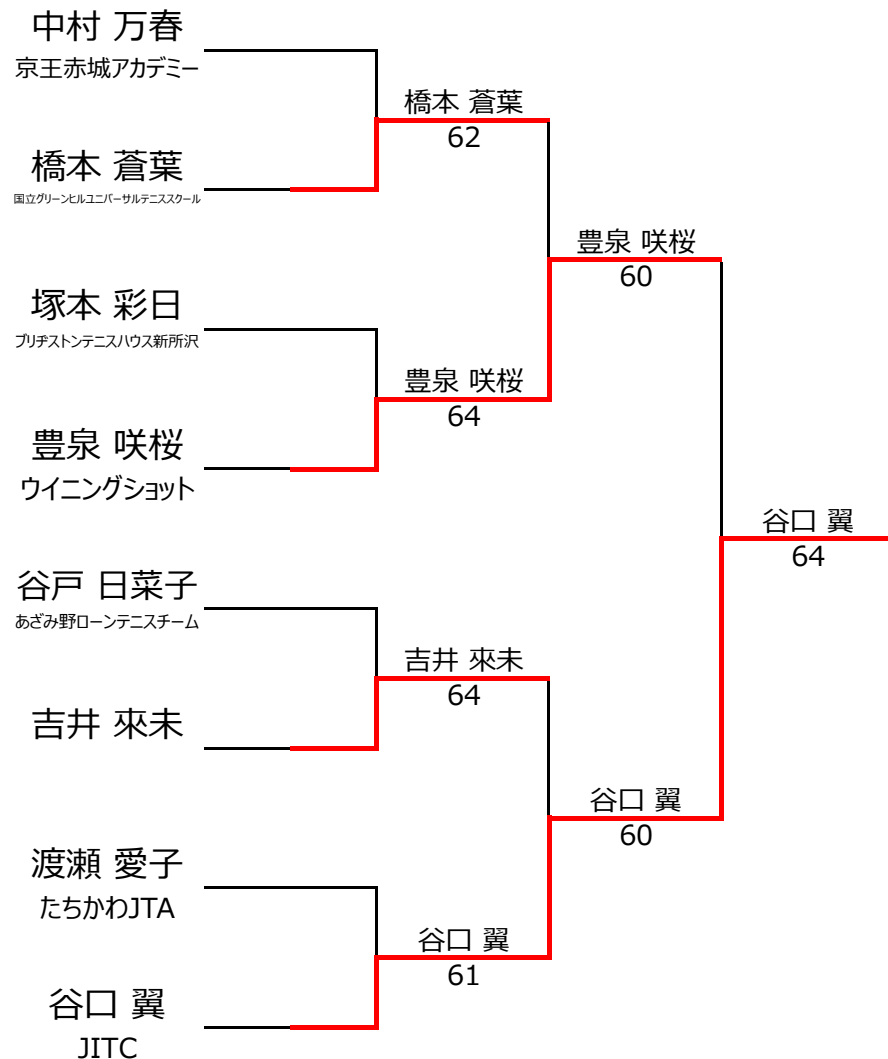 中村 万春
京王赤城アカデミー
橋本 蒼葉
62
橋本 蒼葉
国立グリーンヒルユニバーサルテニススクール
豊泉 咲桜
60
塚本 彩日
ブリヂストンテニスハウス新所沢
豊泉 咲桜
64
豊泉 咲桜
ウイニングショット
谷口 翼
64
谷戸 日菜子
あざみ野ローンテニスチーム
吉井 來未
64
吉井 來未
谷口 翼
60
渡瀬 愛子
たちかわJTA
谷口 翼
61
谷口 翼
JITC